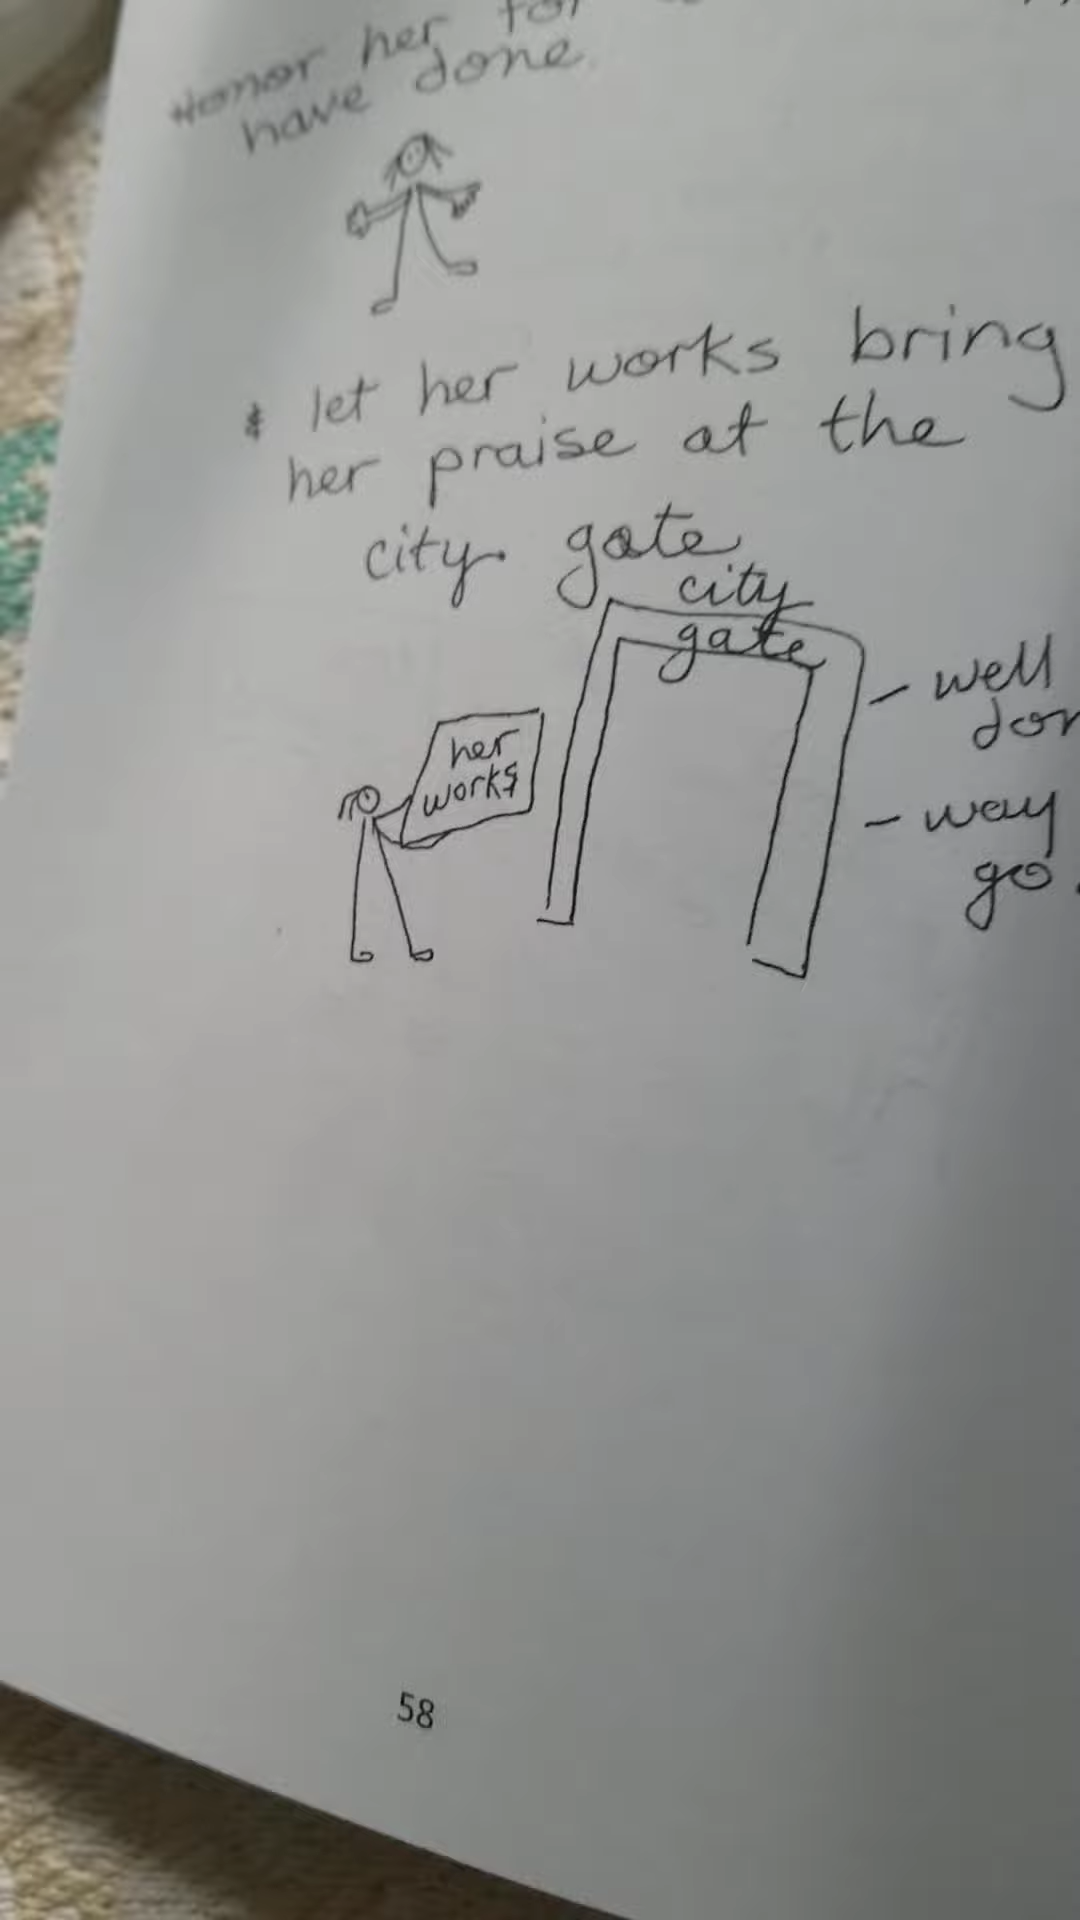 Honor her for
have done.
* let her works bring
her praise at the
city. gate
city
gate
her
works
- well
- way
go.
58